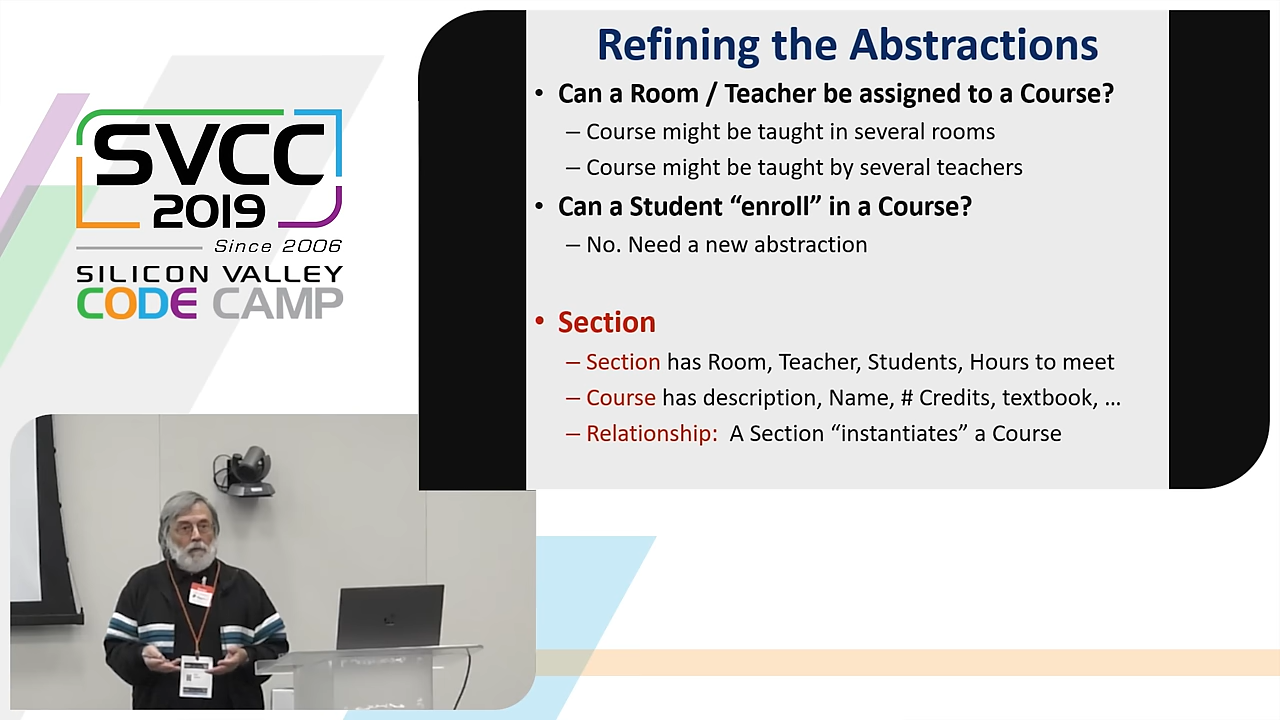 SVCC
2019
Since 2006
SILICON VALLEY
CODE CAMP
Refining the Abstractions
• Can a Room / Teacher be assigned to a Course?
– Course might be taught in several rooms
– Course might be taught by several teachers
• Can a Student “enroll” in a Course?
– No. Need a new abstraction
• Section
– Section has Room, Teacher, Students, Hours to meet
– Course has description, Name, # Credits, textbook, ...
– Relationship: A Section “instantiates” a Course